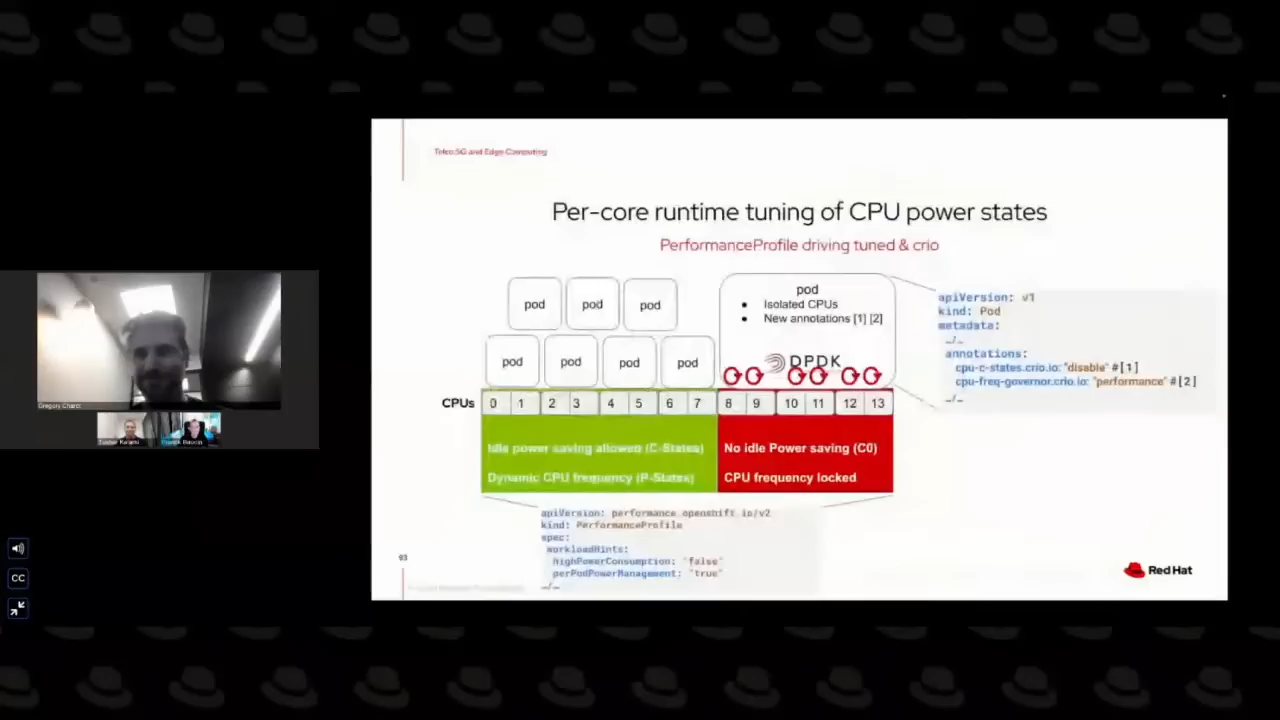 Telco 5G and Edge Computing
Per-core runtime tuning of CPU power states
PerformanceProfile driving tuned & crio
pod
pod
pod
pod
pod
pod
pod
pod
• Isolated CPUs
• New annotations [1] [2]
DPDK
CPUs 0 1 2 3 4 5 6 7 8 9 10 11 12 13
Idle power saving allowed (C-States)
Dynamic CPU frequency (P-States)
No idle Power saving (C0)
CPU frequency locked
apiVersion: v1
kind: Pod
metadata:
…/…
annotations:
cpu-c-states.crio.io: "disable" #[1]
cpu-freq-governor.crio.io: "performance" #[2]
…/…
apiVersion: performance.openshift.io/v2
kind: PerformanceProfile
spec:
workloadHints:
highPowerConsumption: "false"
perPodPowerManagement: "true"
…/…
93
Red Hat
CC